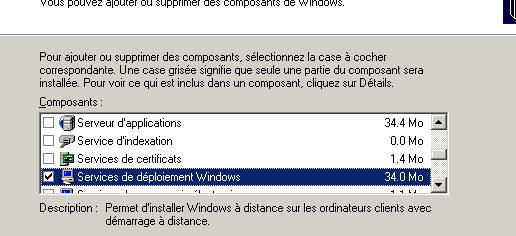 Vous pouvez ajouter ou supprimer des composants de Windows.
Pour ajouter ou supprimer des composants, sélectionnez la case à cocher
correspondante. Une case grisée signifie que seule une partie du composant sera
installée. Pour voir ce qui est inclus dans un composant, cliquez sur Détails.
Composants :
Serveur d'applications 34.4 Mo
Service d'indexation 0.0 Mo
Services de certificats 1.4 Mo
Services de déploiement Windows 34.0 Mo
Description : Permet d'installer Windows à distance sur les ordinateurs clients avec
démarrage à distance.